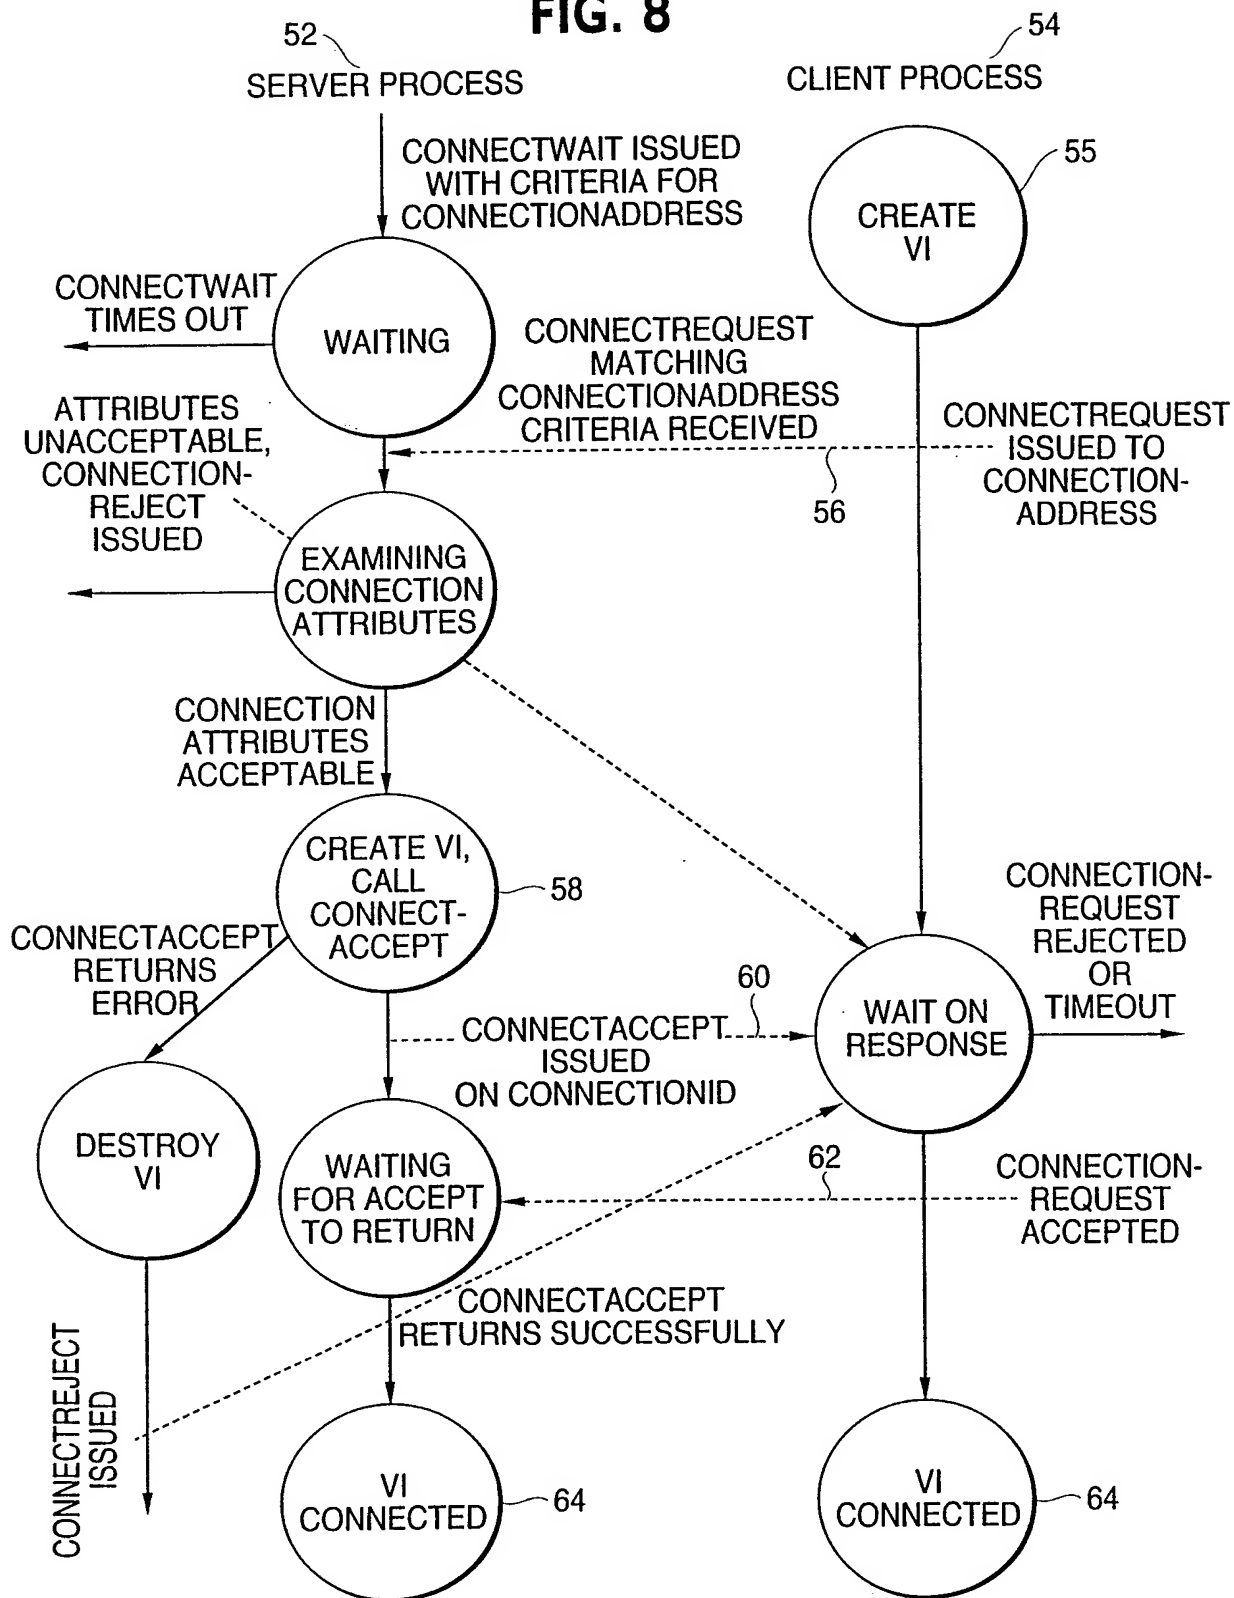 FIG. 8
52
SERVER PROCESS
54
CLIENT PROCESS
CONNECTWAIT ISSUED
WITH CRITERIA FOR
CONNECTIONADDRESS
55
CREATE
VI
CONNECTWAIT
TIMES OUT
WAITING
CONNECTREQUEST
MATCHING
CONNECTIONADDRESS
CRITERIA RECEIVED
56
CONNECTREQUEST
ISSUED TO
CONNECTION-
ADDRESS
ATTRIBUTES
UNACCEPTABLE,
CONNECTION-
REJECT
ISSUED
EXAMINING
CONNECTION
ATTRIBUTES
CONNECTION
ATTRIBUTES
ACCEPTABLE
CREATE VI,
CALL
CONNECT-
ACCEPT
58
CONNECTACCEPT
RETURNS
ERROR
CONNECTION-
REQUEST
REJECTED
OR
TIMEOUT
60
CONNECTACCEPT
ISSUED
ON CONNECTIONID
WAIT ON
RESPONSE
DESTROY
VI
WAITING
FOR ACCEPT
TO RETURN
62
CONNECTION-
REQUEST
ACCEPTED
CONNECTACCEPT
RETURNS SUCCESSFULLY
CONNECTREJECT
ISSUED
VI
CONNECTED
64
VI
CONNECTED
64